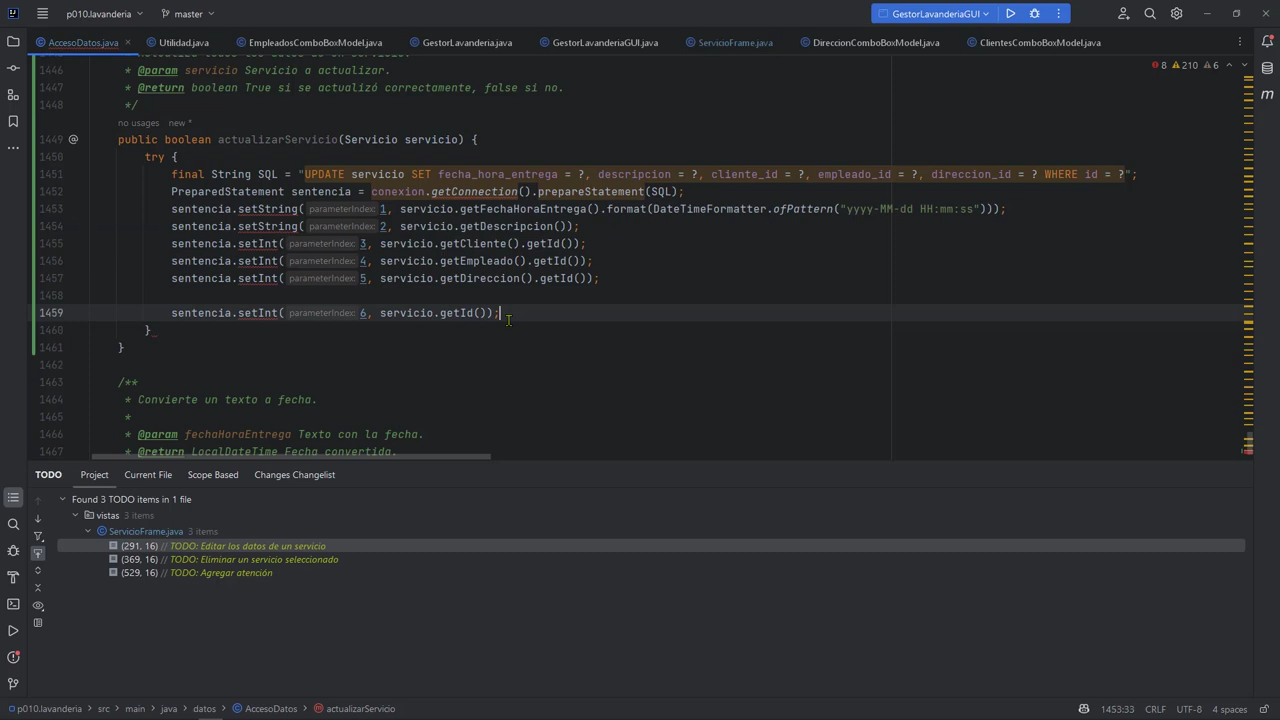 p010.lavanderia
master
GestorLavanderiaGUI
AccesoDatos.java
Utilidad.java
EmpleadosComboBoxModel.java
GestorLavanderia.java
GestorLavanderiaGUI.java
ServicioFrame.java
DireccionComboBoxModel.java
ClientesComboBoxModel.java
8 210 6
1446 * @param servicio Servicio a actualizar.
1447 * @return boolean True si se actualizó correctamente, false si no.
1448 */
no usages new *
1449 public boolean actualizarServicio(Servicio servicio) {
1450 try {
1451 final String SQL = "UPDATE servicio SET fecha_hora_entrega = ?, descripcion = ?, cliente_id = ?, empleado_id = ?, direccion_id = ? WHERE id = ?";
1452 PreparedStatement sentencia = conexion.getConnection().prepareStatement(SQL);
1453 sentencia.setString( parameterIndex: 1, servicio.getFechaHoraEntrega().format(DateTimeFormatter.ofPattern("yyyy-MM-dd HH:mm:ss")));
1454 sentencia.setString( parameterIndex: 2, servicio.getDescripcion());
1455 sentencia.setInt( parameterIndex: 3, servicio.getCliente().getId());
1456 sentencia.setInt( parameterIndex: 4, servicio.getEmpleado().getId());
1457 sentencia.setInt( parameterIndex: 5, servicio.getDireccion().getId());
1458
1459 sentencia.setInt( parameterIndex: 6, servicio.getId());
1460 }
1461 }
1462
1463 /**
1464 * Convierte un texto a fecha.
1465 *
1466 * @param fechaHoraEntrega Texto con la fecha.
1467 * @return LocalDateTime Fecha convertida.
TODO Project Current File Scope Based Changes Changelist
Found 3 TODO items in 1 file
vistas 3 items
ServicioFrame.java 3 items
(291, 16) // TODO: Editar los datos de un servicio
(369, 16) // TODO: Eliminar un servicio seleccionado
(529, 16) // TODO: Agregar atención
p010.lavanderia > src > main > java > datos > AccesoDatos > actualizarServicio
1453:33 CRLF UTF-8 4 spaces